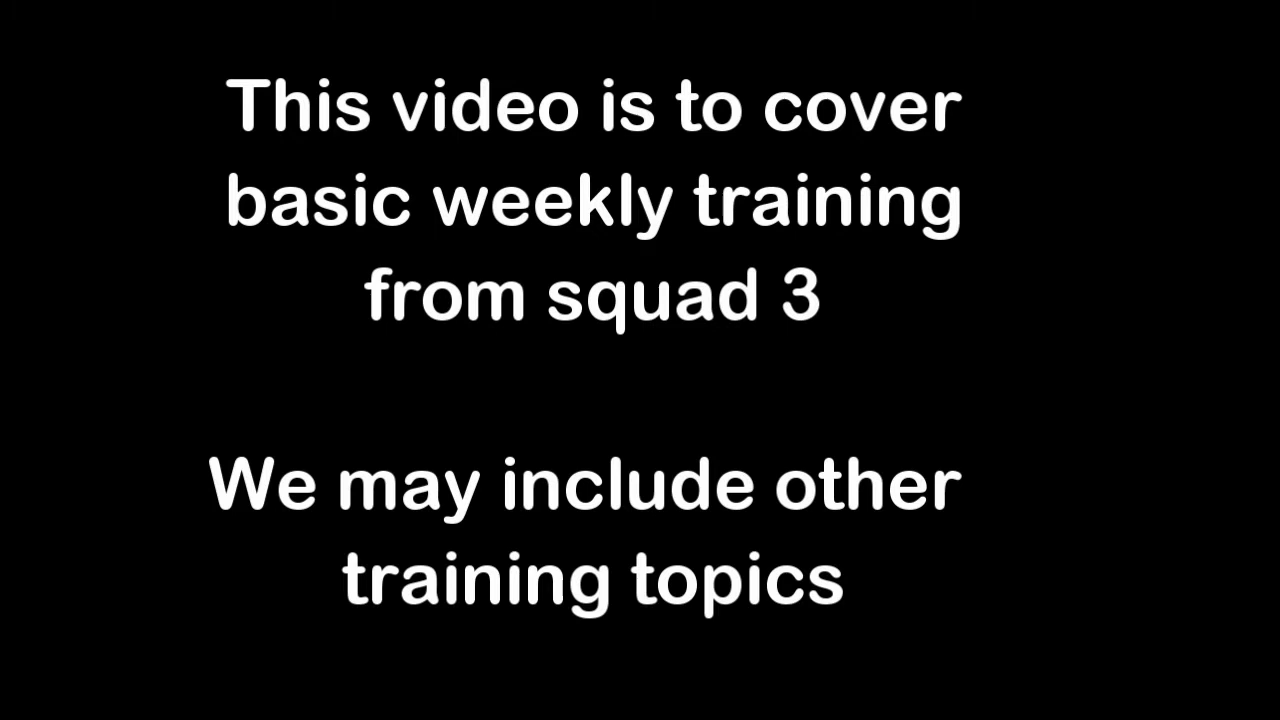 This video is to cover
basic weekly training
from squad 3
We may include other
training topics